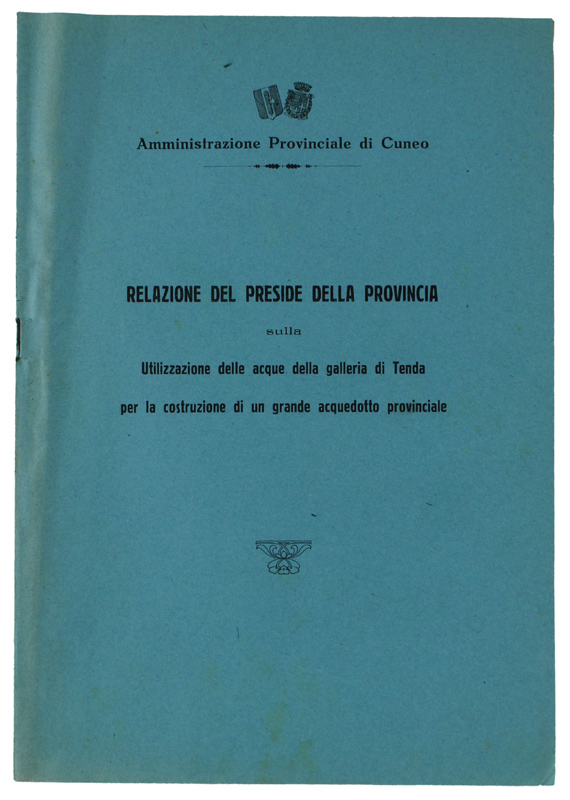 Amministrazione Provinciale di Cuneo
RELAZIONE DEL PRESIDE DELLA PROVINCIA
sulla
Utilizzazione delle acque della galleria di Tenda
per la costruzione di un grande acquedotto provinciale